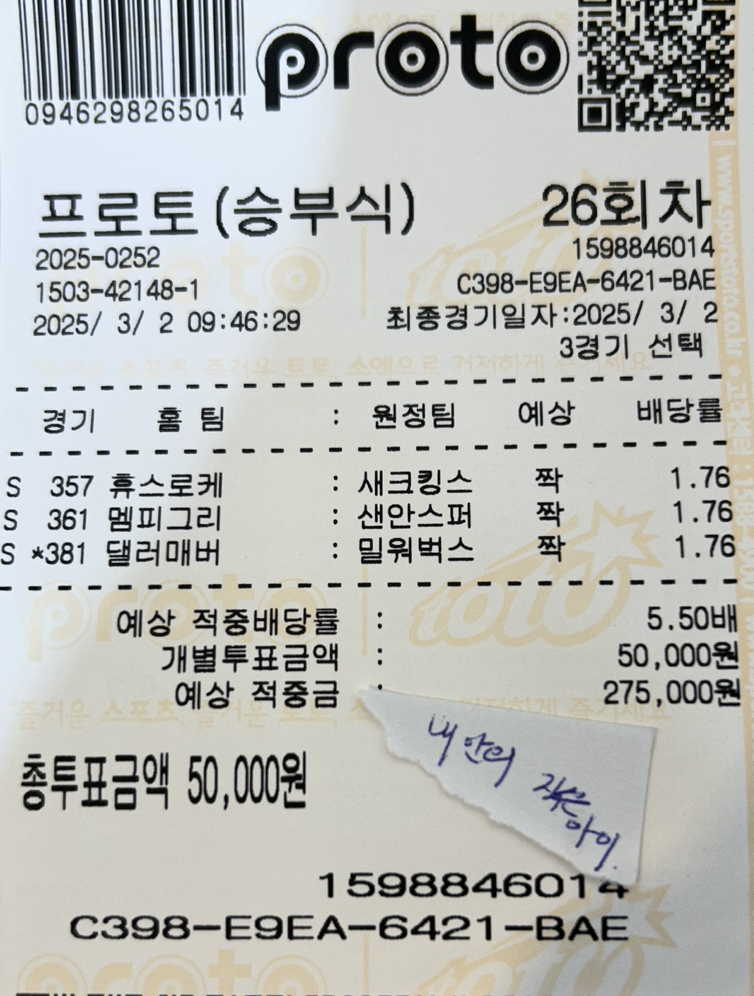 0946298265014
proto
프로토(승부식) 26회차
2025-0252 1598846014
1503-42148-1 C398-E9EA-6421-BAE
2025/ 3/ 2 09:46:29 최종경기일자:2025/ 3/ 2
3경기 선택
경기 홈 팀 : 원정팀 예상 배당률
S 357 휴스로케 : 새크킹스 짝 1.76
S 361 멤피그리 : 샌안스퍼 짝 1.76
S *381 댈러매버 : 밀워벅스 짝 1.76
예상 적중배당률 : 5.50배
개별투표금액 : 50,000원
예상 적중금 : 275,000원
내 안의 작은
아이.
총투표금액 50,000원
1598846014
C398-E9EA-6421-BAE